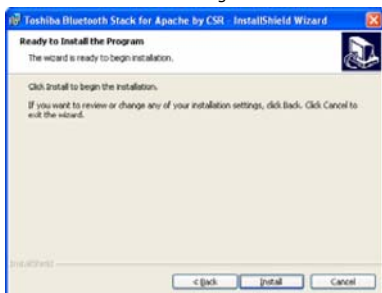 Toshiba Bluetooth Stack for Apache by CSR - InstallShield Wizard
Ready to Install the Program
The wizard is ready to begin installation.
Click Install to begin the installation.
If you want to review or change any of your installation settings, click Back. Click Cancel to
exit the wizard.
InstallShield
< Back
Install
Cancel